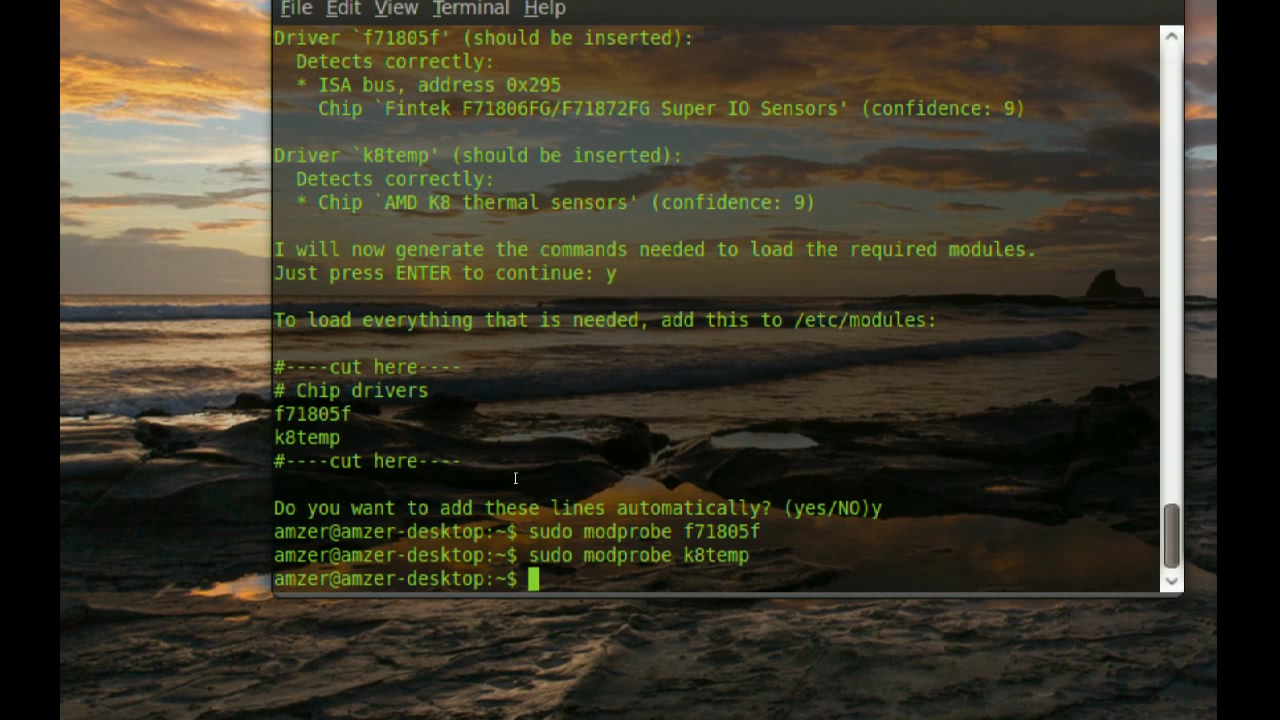 File Edit View Terminal Help
Driver `f71805f' (should be inserted):
  Detects correctly:
  * ISA bus, address 0x295
    Chip `Fintek F71806FG/F71872FG Super IO Sensors' (confidence: 9)

Driver `k8temp' (should be inserted):
  Detects correctly:
  * Chip `AMD K8 thermal sensors' (confidence: 9)

I will now generate the commands needed to load the required modules.
Just press ENTER to continue: y

To load everything that is needed, add this to /etc/modules:

#----cut here----
# Chip drivers
f71805f
k8temp
#----cut here----

Do you want to add these lines automatically? (yes/NO)y
amzer@amzer-desktop:~$ sudo modprobe f71805f
amzer@amzer-desktop:~$ sudo modprobe k8temp
amzer@amzer-desktop:~$